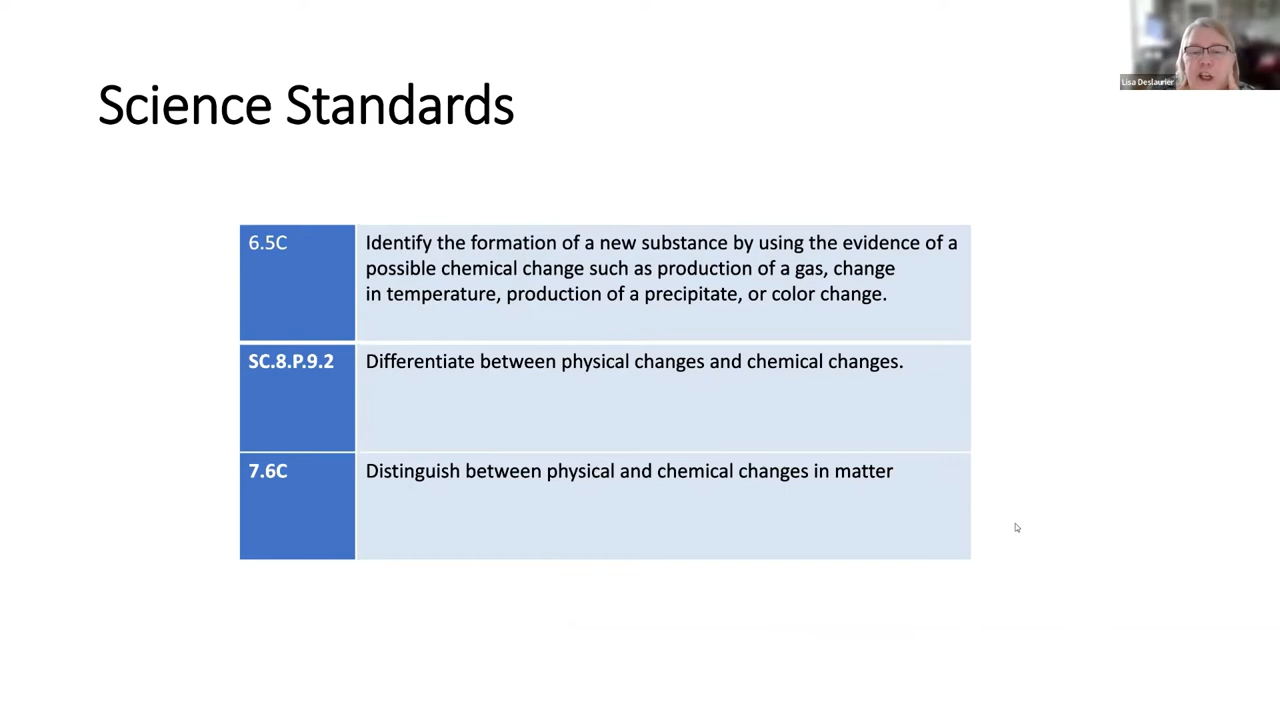 Science Standards
Lisa Deslaurier
6.5C
Identify the formation of a new substance by using the evidence of a
possible chemical change such as production of a gas, change
in temperature, production of a precipitate, or color change.
SC.8.P.9.2
Differentiate between physical changes and chemical changes.
7.6C
Distinguish between physical and chemical changes in matter